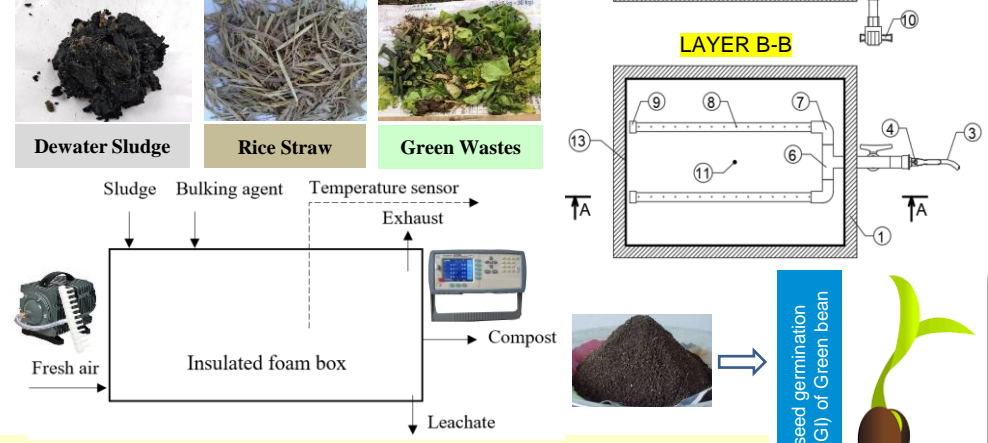 10
LAYER B-B
9
8
7
4
3
13
6
11
A
A
1
Dewater Sludge
Rice Straw
Green Wastes
Sludge
Bulking agent
Temperature sensor
Exhaust
Compost
Fresh air
Insulated foam box
Leachate
seed germination
GI) of Green bean